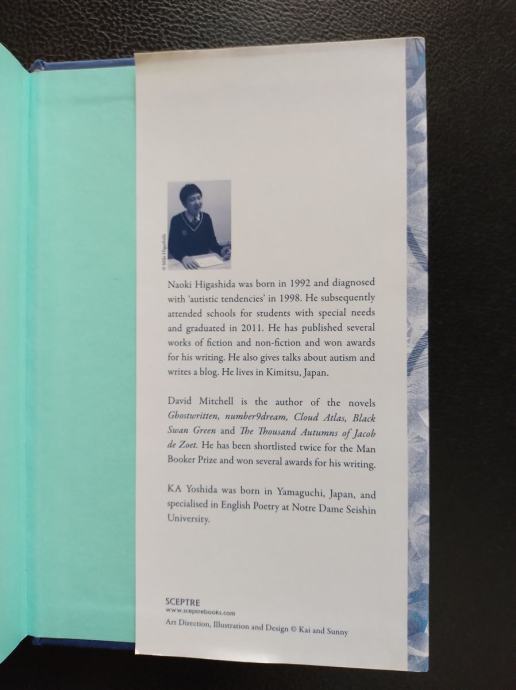 Naoki Higashida was born in 1992 and diagnosed
with 'autistic tendencies' in 1998. He subsequently
attended schools for students with special needs
and graduated in 2011. He has published several
works of fiction and non-fiction and won awards
for his writing. He also gives talks about autism and
writes a blog. He lives in Kimitsu, Japan.
David Mitchell is the author of the novels
Ghostwritten, number9dream, Cloud Atlas, Black
Swan Green and The Thousand Autumns of Jacob
de Zoet. He has been shortlisted twice for the Man
Booker Prize and won several awards for his writing.
KA Yoshida was born in Yamaguchi, Japan, and
specialised in English Poetry at Notre Dame Seishin
University.
SCEPTRE
www.sceptrebooks.com
Art Direction, Illustration and Design © Kai and Sunny